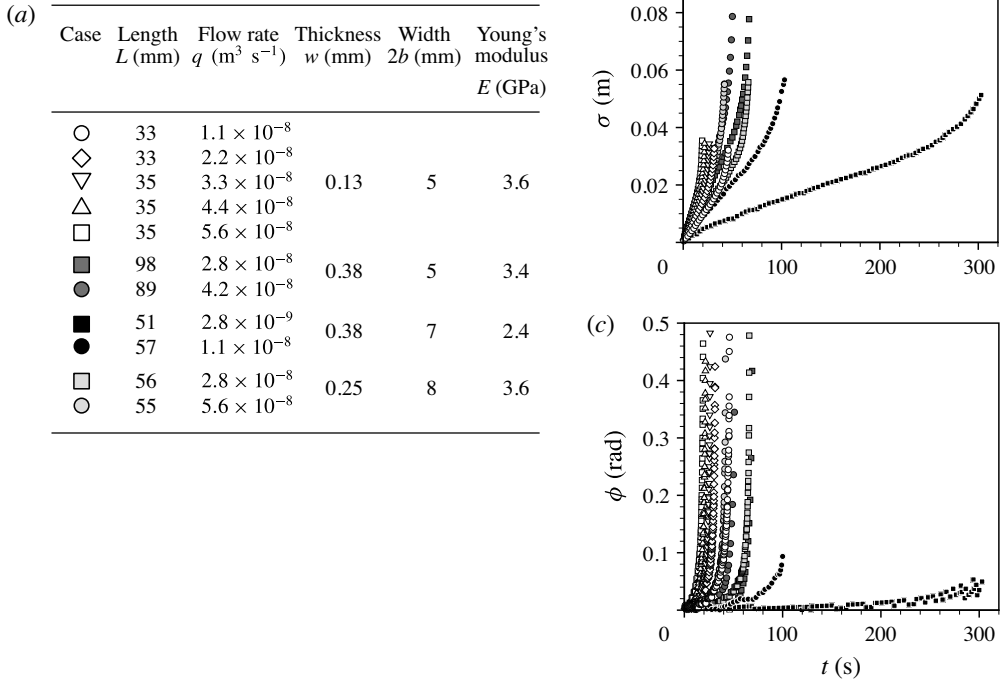 (a)
Case Length Flow rate Thickness Width Young's
L (mm) q (m³ s⁻¹) w (mm) 2b (mm) modulus
E (GPa)
33 1.1 × 10⁻⁸
33 2.2 × 10⁻⁸
35 3.3 × 10⁻⁸ 0.13 5 3.6
35 4.4 × 10⁻⁸
35 5.6 × 10⁻⁸
98 2.8 × 10⁻⁸
0.38 5 3.4
89 4.2 × 10⁻⁸
51 2.8 × 10⁻⁹
0.38 7 2.4
57 1.1 × 10⁻⁸
56 2.8 × 10⁻⁸
0.25 8 3.6
55 5.6 × 10⁻⁸
0.08
0.06
σ (m)
0.04
0.02
0 100 200 300
(c)
0.5
0.4
0.3
ϕ (rad)
0.2
0.1
0 100 200 300
t (s)